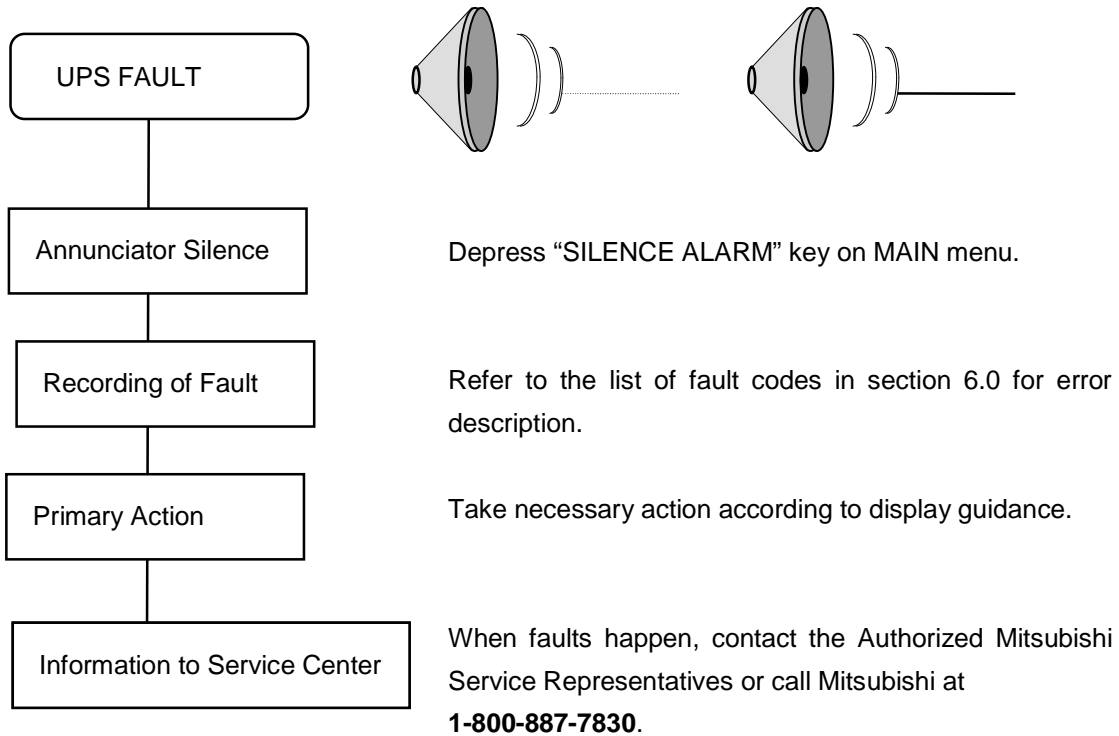 UPS FAULT
Annunciator Silence
Depress “SILENCE ALARM” key on MAIN menu.
Recording of Fault
Refer to the list of fault codes in section 6.0 for error
description.
Primary Action
Take necessary action according to display guidance.
Information to Service Center
When faults happen, contact the Authorized Mitsubishi
Service Representatives or call Mitsubishi at
1-800-887-7830.